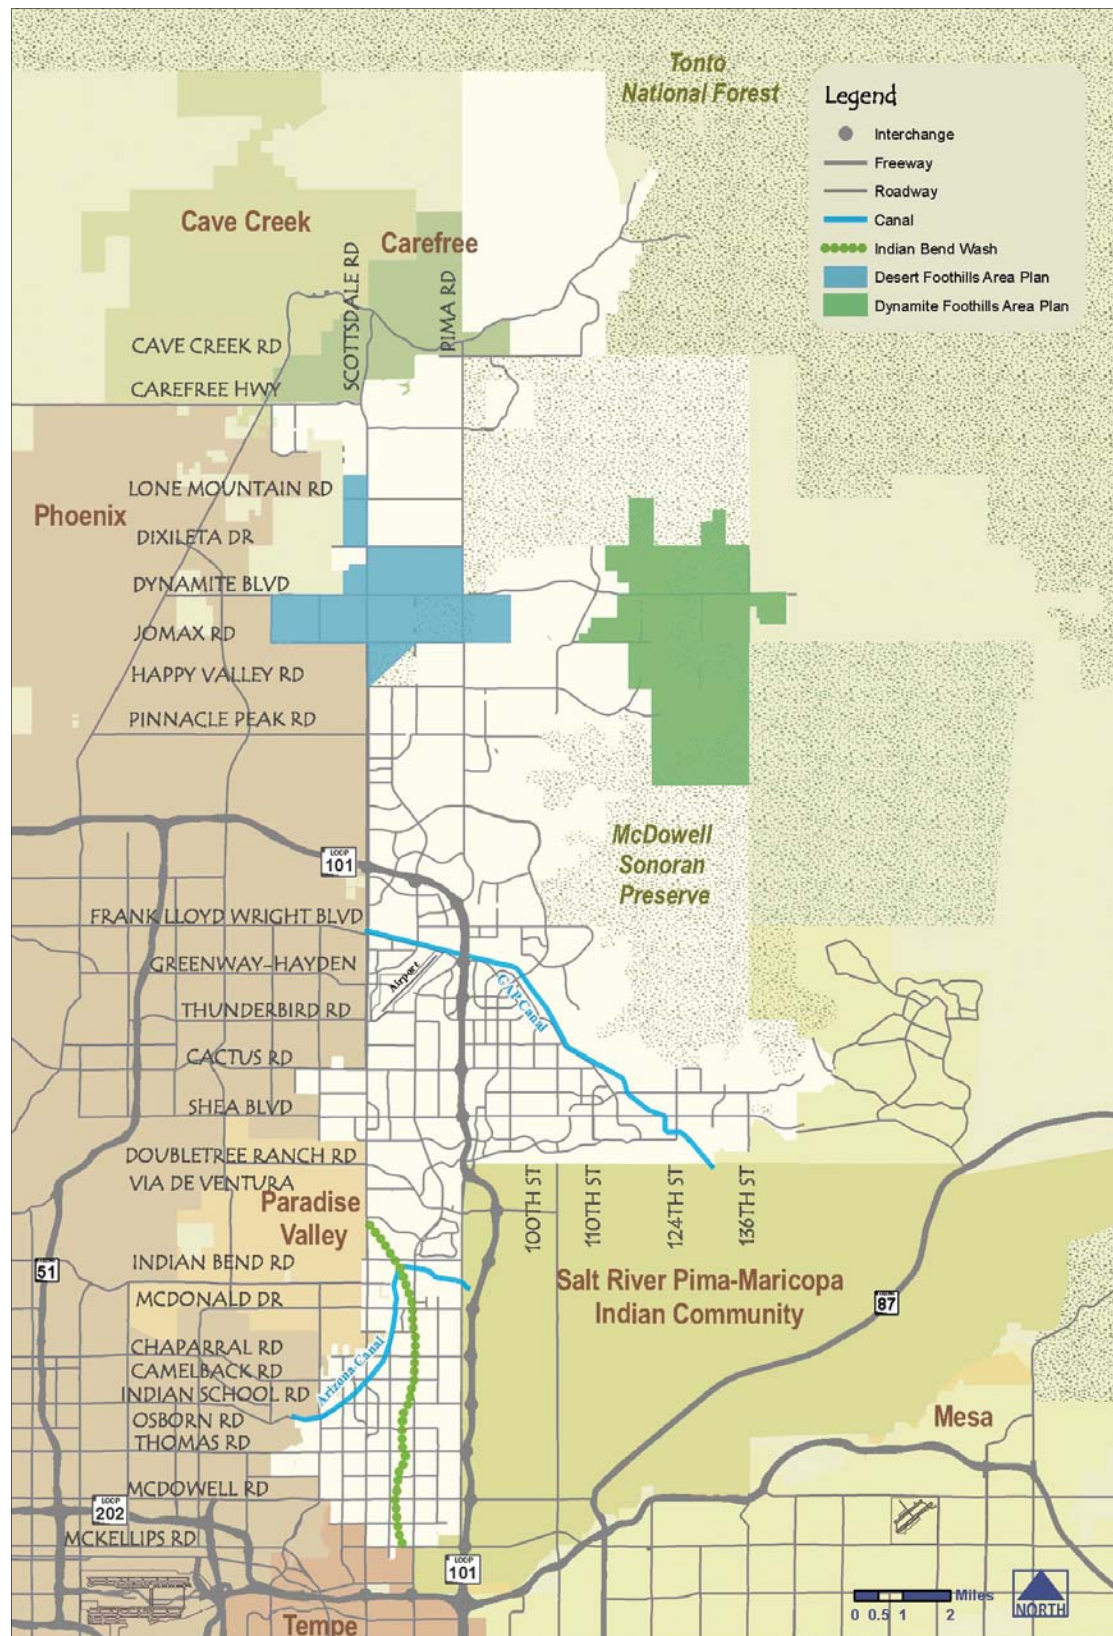 Tonto
National Forest
Legend
Interchange
Freeway
Roadway
Canal
Indian Bend Wash
Desert Foothills Area Plan
Dynamite Foothills Area Plan
Cave Creek
Carefree
SCOTTSDALE RD
PIMA RD
CAVE CREEK RD
CAREFREE HWY
LONE MOUNTAIN RD
Phoenix
DIXILETA DR
DYNAMITE BLVD
JOMAX RD
HAPPY VALLEY RD
PINNACLE PEAK RD
McDowell
Sonoran
Preserve
LOOP
101
FRANK LLOYD WRIGHT BLVD
GREENWAY-HAYDEN
Airport
CAP Canal
THUNDERBIRD RD
CACTUS RD
SHEA BLVD
DOUBLETREE RANCH RD
VIA DE VENTURA
100TH ST
110TH ST
124TH ST
136TH ST
Paradise
Valley
INDIAN BEND RD
51
MCDONALD DR
Salt River Pima-Maricopa
Indian Community
87
CHAPARRAL RD
CAMELBACK RD
INDIAN SCHOOL RD
Arizona Canal
OSBORN RD
THOMAS RD
Mesa
MCDOWELL RD
LOOP
202
MCKELLIPS RD
LOOP
101
Tempe
Miles
0 0.5 1 2
NORTH